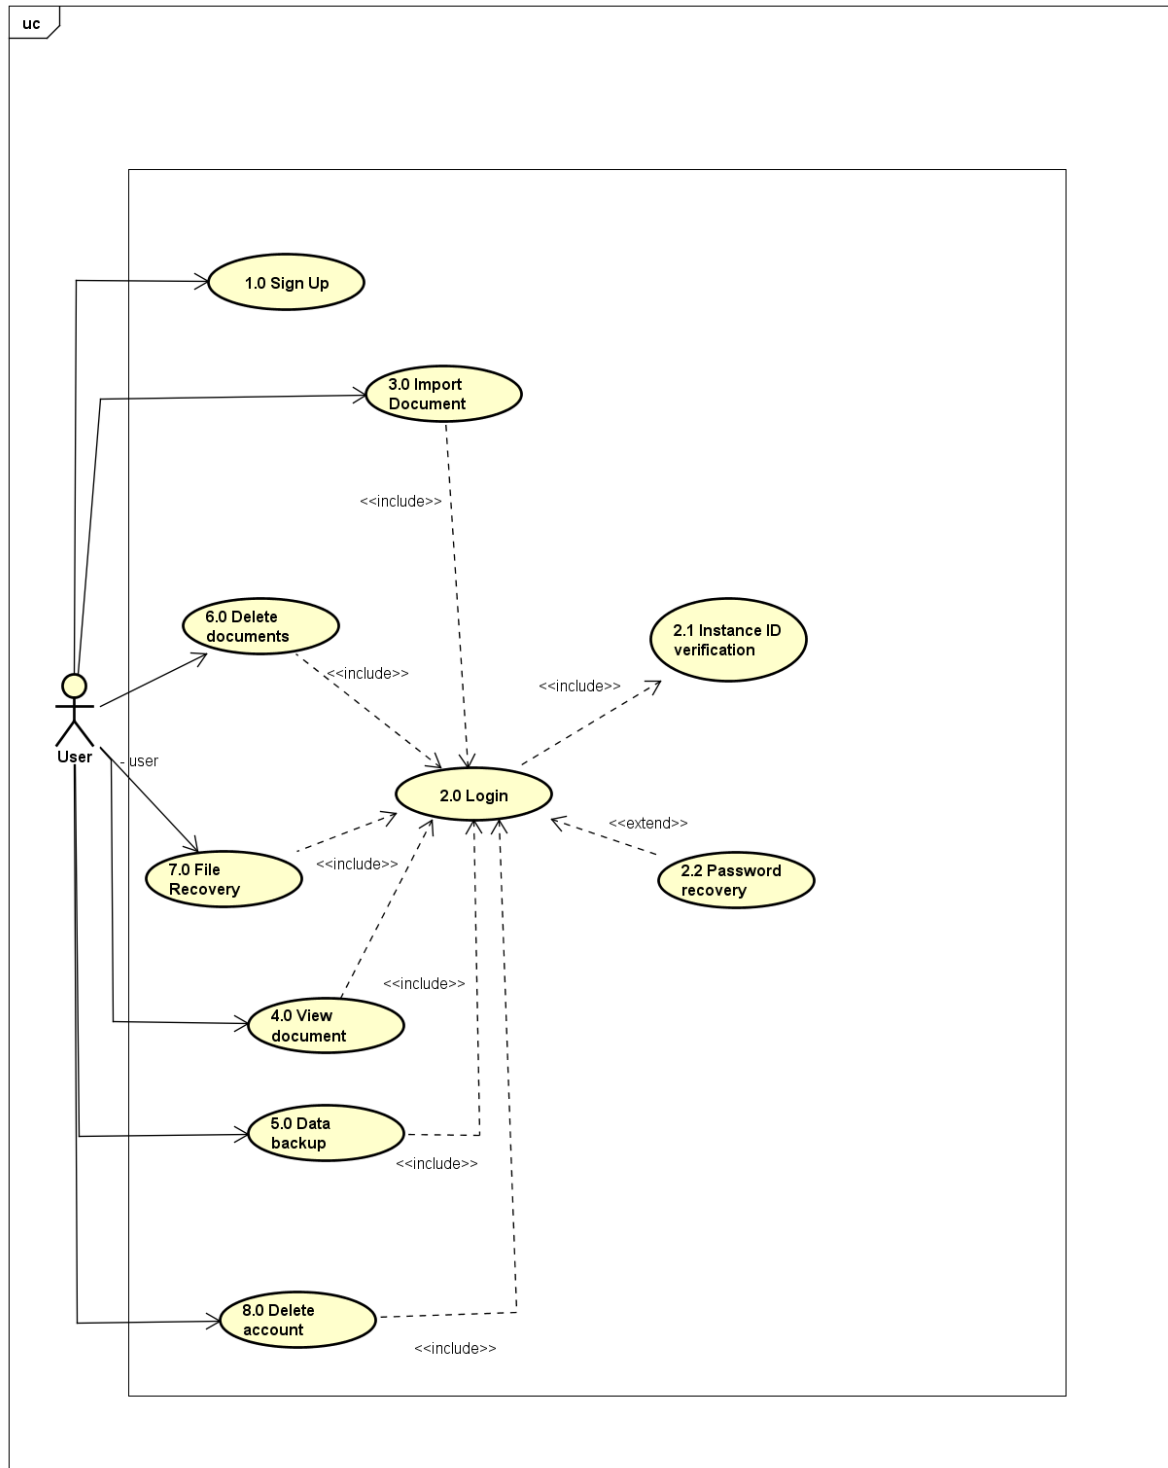 uc
1.0 Sign Up
3.0 Import
Document
<<include>>
6.0 Delete
documents
<<include>>
2.1 Instance ID
verification
<<include>>
User
- user
2.0 Login
<<extend>>
7.0 File
Recovery
<<include>>
2.2 Password
recovery
<<include>>
4.0 View
document
5.0 Data
backup
<<include>>
8.0 Delete
account
<<include>>